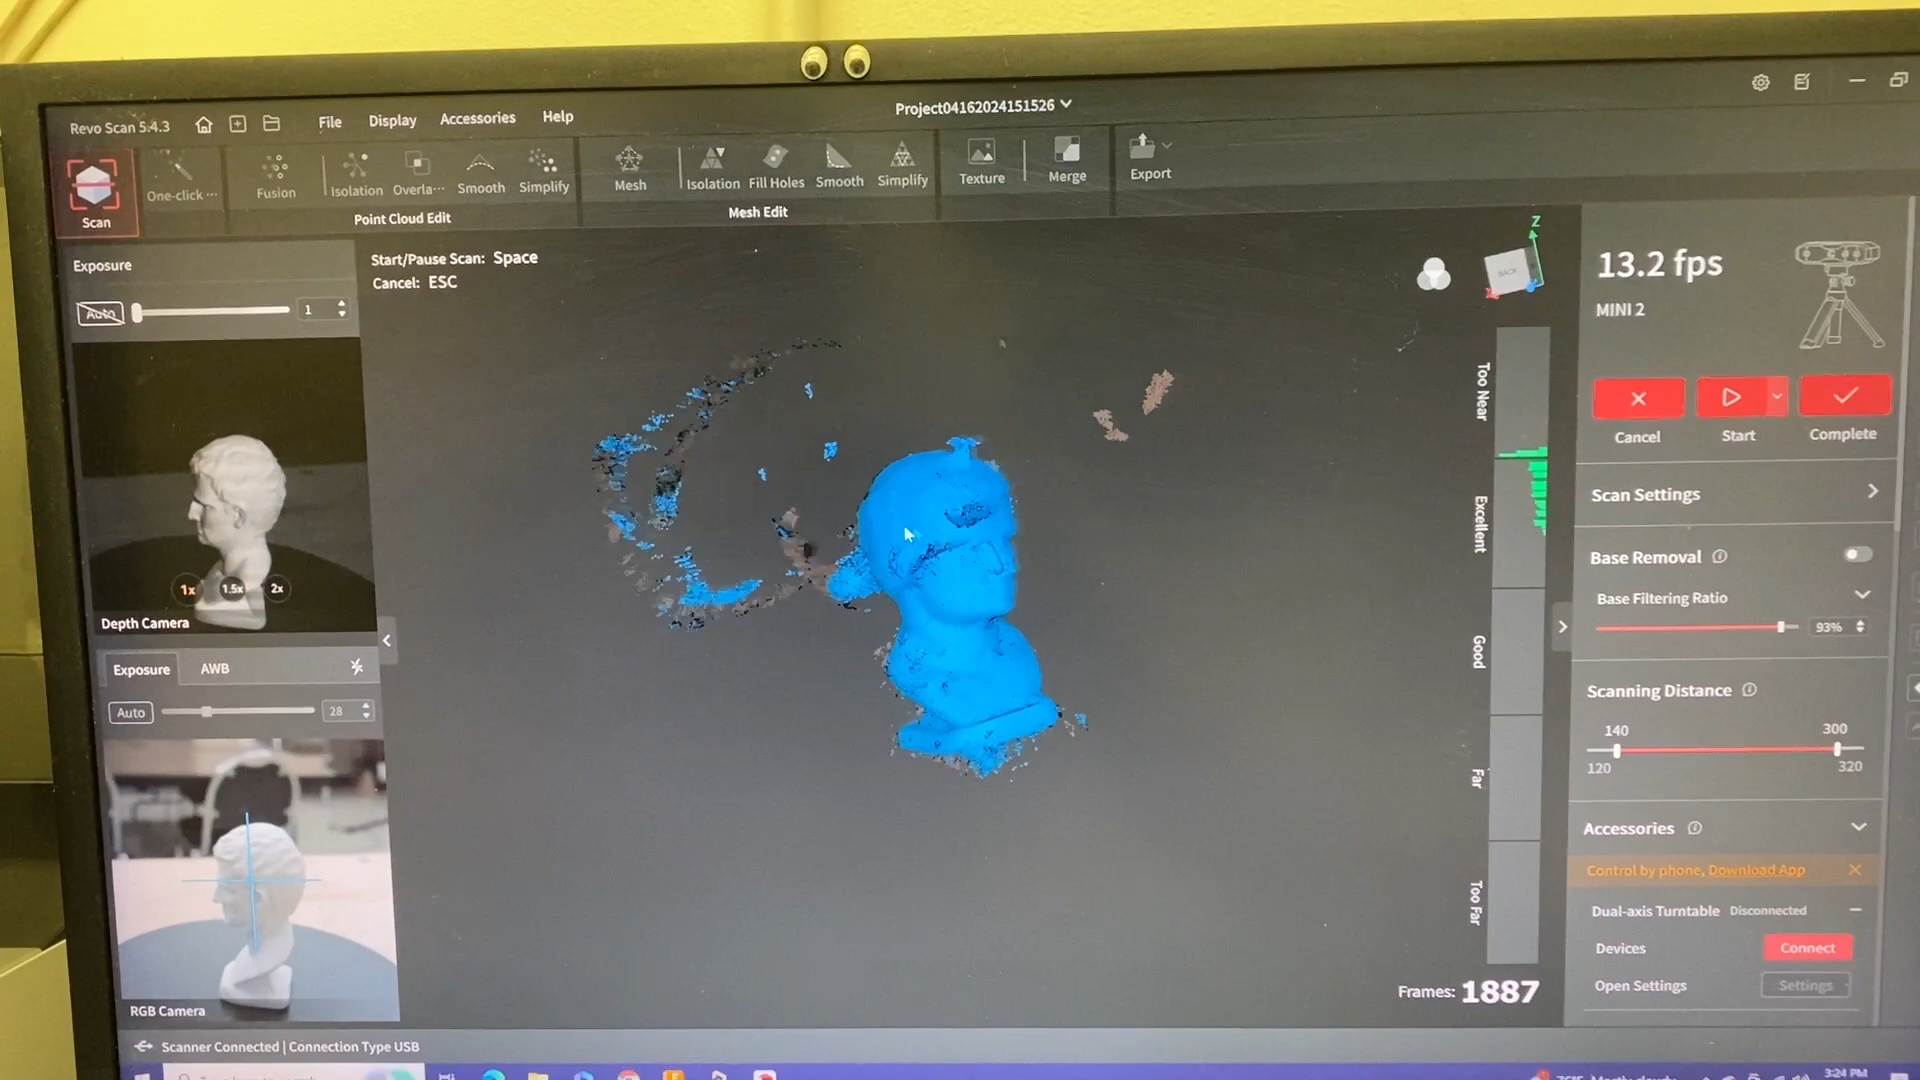 Project04162024151526
Revo Scan 5.4.3
File Display Accessories Help
Scan
One-click ···
Fusion
Isolation
Overla···
Smooth
Simplify
Point Cloud Edit
Mesh
Isolation
Fill Holes
Smooth
Simplify
Mesh Edit
Texture
Merge
Export
Exposure
Auto
1
1x
1.5x
2x
Depth Camera
Exposure AWB
Auto
28
RGB Camera
Start/Pause Scan: Space
Cancel: ESC
Z
BACK
Too Near
Excellent
Good
Far
Too Far
Frames: 1887
13.2 fps
MINI 2
Cancel
Start
Complete
Scan Settings
Base Removal
Base Filtering Ratio
93%
Scanning Distance
140 300
120 320
Accessories
Control by phone, Download App
Dual-axis Turntable Disconnected
Devices Connect
Open Settings Settings
Scanner Connected | Connection Type USB
3:24 PM